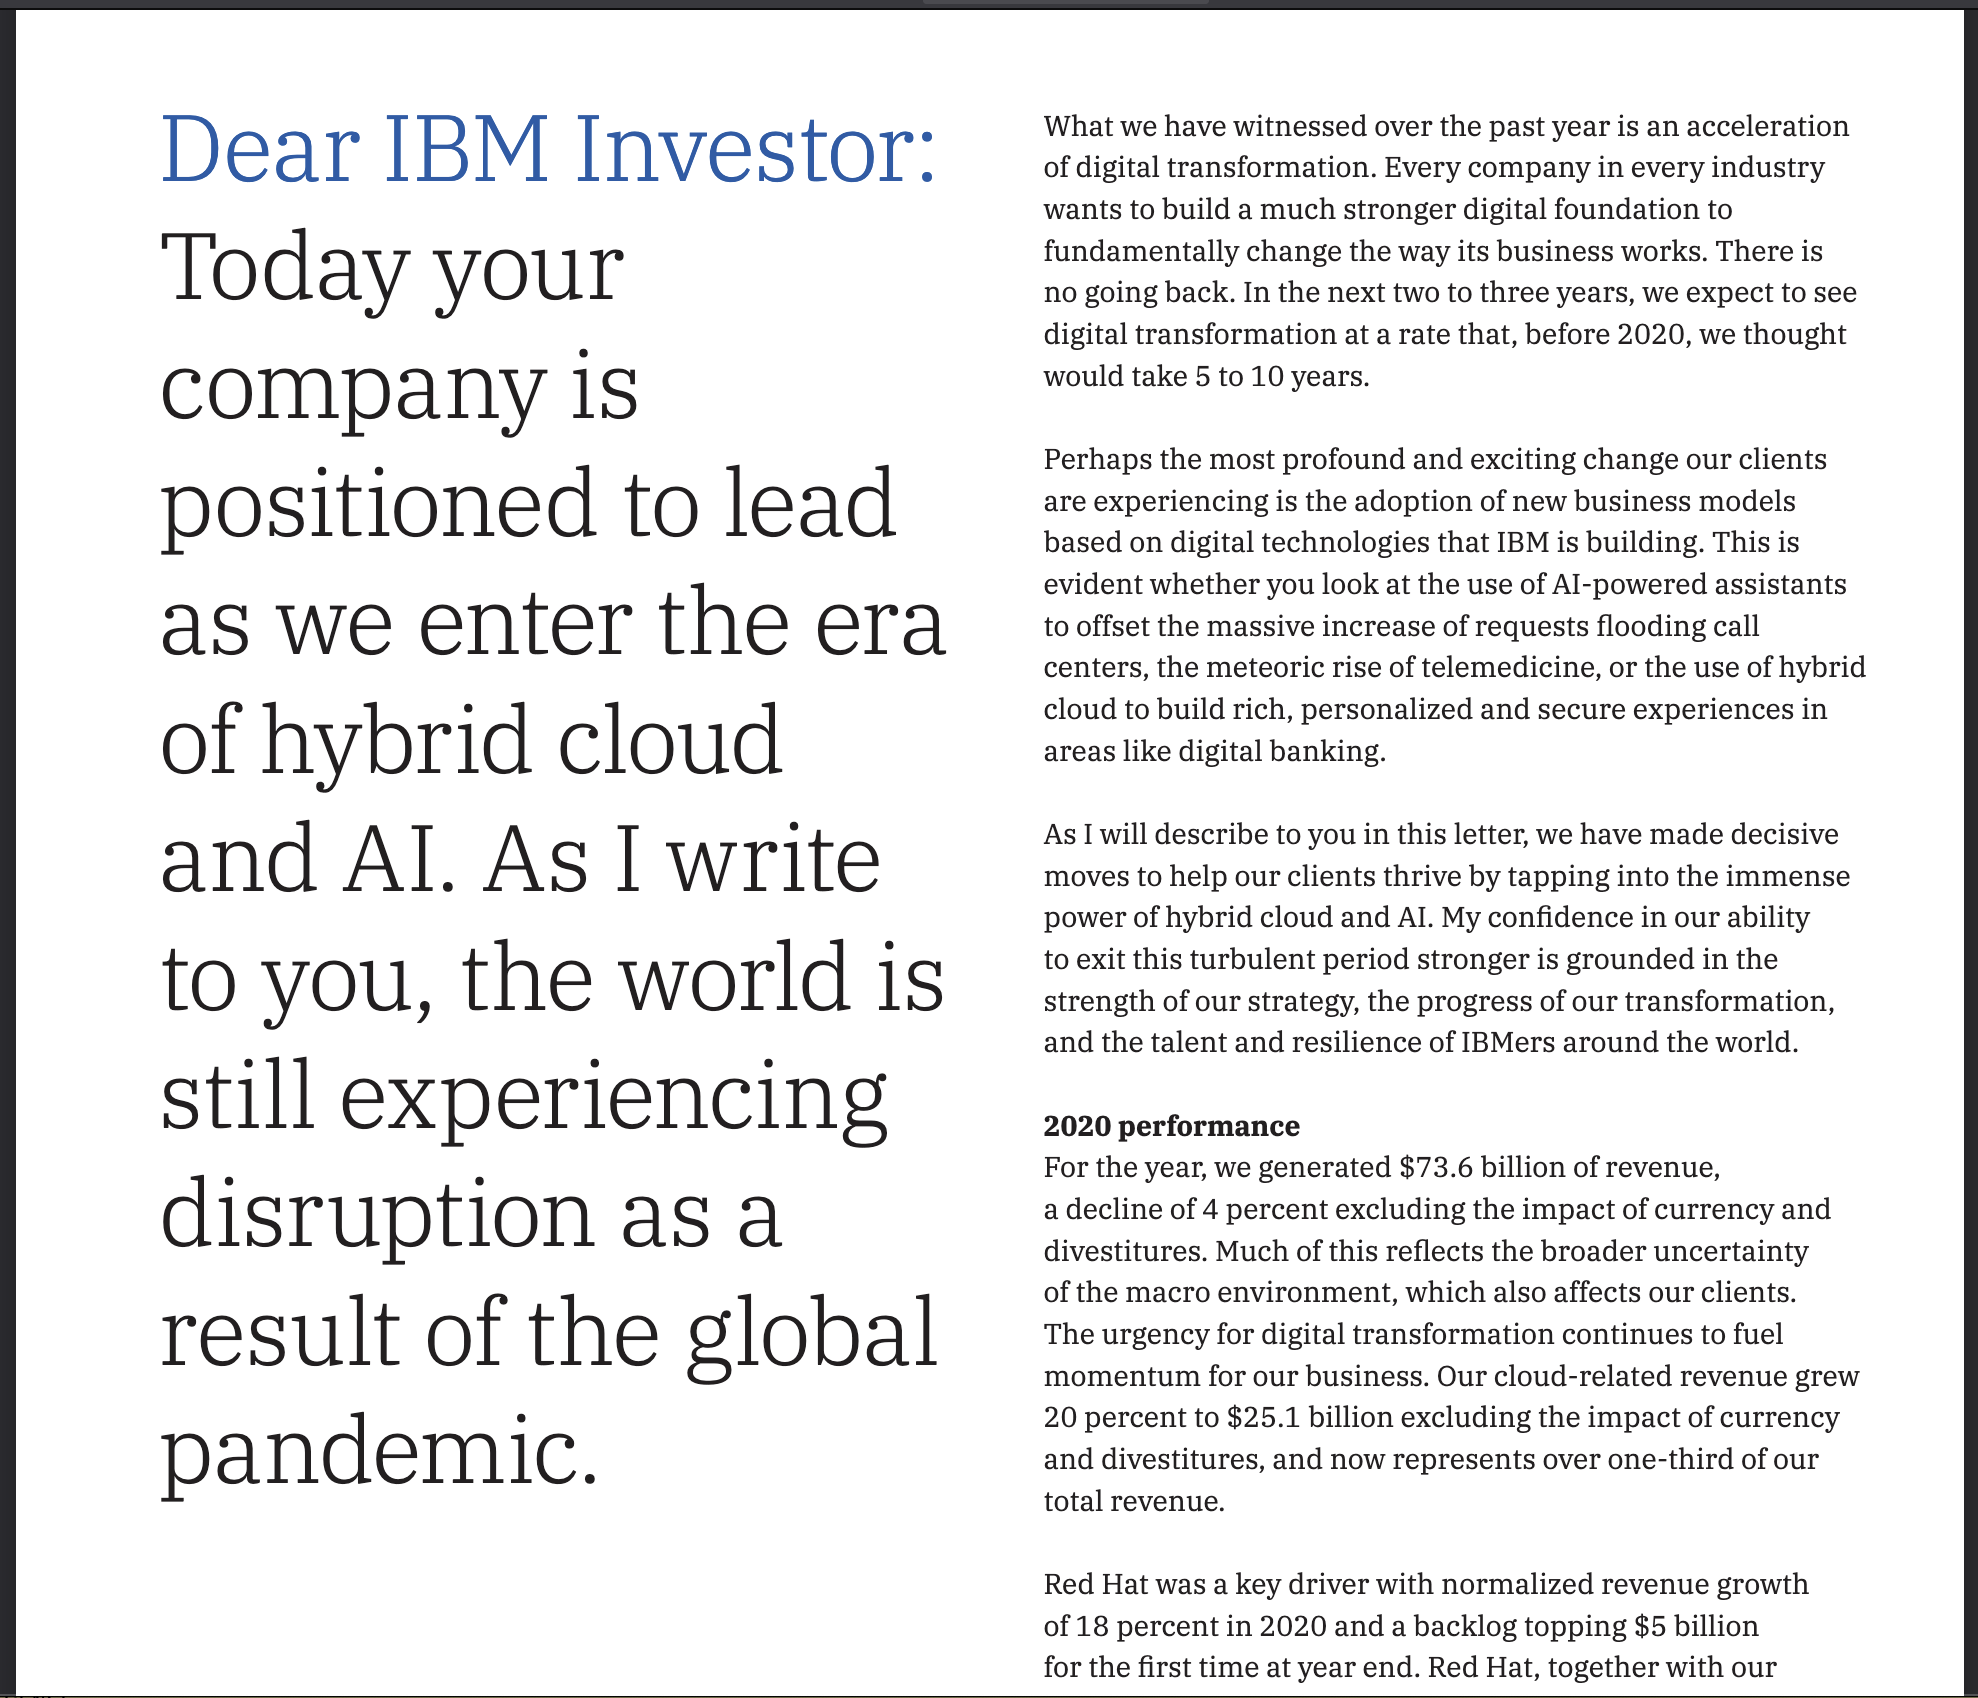 Dear IBM Investor:
Today your
company is
positioned to lead
as we enter the era
of hybrid cloud
and AI. As I write
to you, the world is
still experiencing
disruption as a
result of the global
pandemic.
What we have witnessed over the past year is an acceleration
of digital transformation. Every company in every industry
wants to build a much stronger digital foundation to
fundamentally change the way its business works. There is
no going back. In the next two to three years, we expect to see
digital transformation at a rate that, before 2020, we thought
would take 5 to 10 years.
Perhaps the most profound and exciting change our clients
are experiencing is the adoption of new business models
based on digital technologies that IBM is building. This is
evident whether you look at the use of AI-powered assistants
to offset the massive increase of requests flooding call
centers, the meteoric rise of telemedicine, or the use of hybrid
cloud to build rich, personalized and secure experiences in
areas like digital banking.
As I will describe to you in this letter, we have made decisive
moves to help our clients thrive by tapping into the immense
power of hybrid cloud and AI. My confidence in our ability
to exit this turbulent period stronger is grounded in the
strength of our strategy, the progress of our transformation,
and the talent and resilience of IBMers around the world.
2020 performance
For the year, we generated $73.6 billion of revenue,
a decline of 4 percent excluding the impact of currency and
divestitures. Much of this reflects the broader uncertainty
of the macro environment, which also affects our clients.
The urgency for digital transformation continues to fuel
momentum for our business. Our cloud-related revenue grew
20 percent to $25.1 billion excluding the impact of currency
and divestitures, and now represents over one-third of our
total revenue.
Red Hat was a key driver with normalized revenue growth
of 18 percent in 2020 and a backlog topping $5 billion
for the first time at year end. Red Hat, together with our